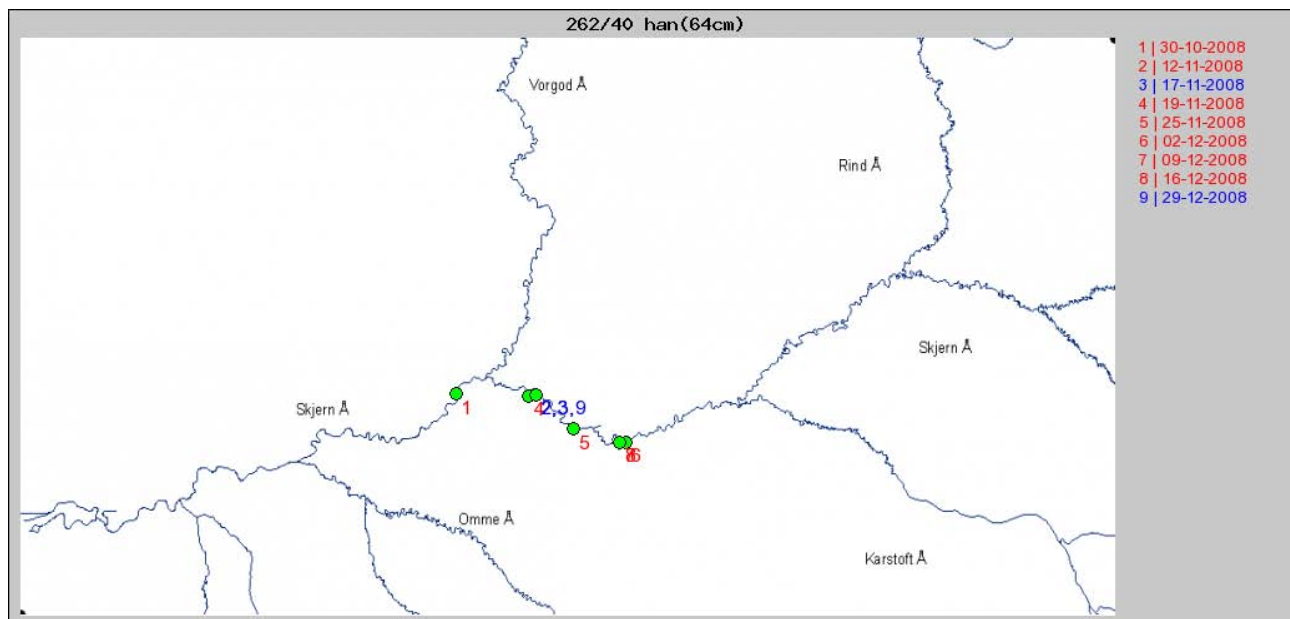 262/40 han(64cm)
1 | 30-10-2008
2 | 12-11-2008
3 | 17-11-2008
4 | 19-11-2008
5 | 25-11-2008
6 | 02-12-2008
7 | 09-12-2008
8 | 16-12-2008
9 | 29-12-2008
Vorgod Å
Rind Å
Skjern Å
Skjern Å
1
4
2,3,9
5
6
Omme Å
Karstoft Å